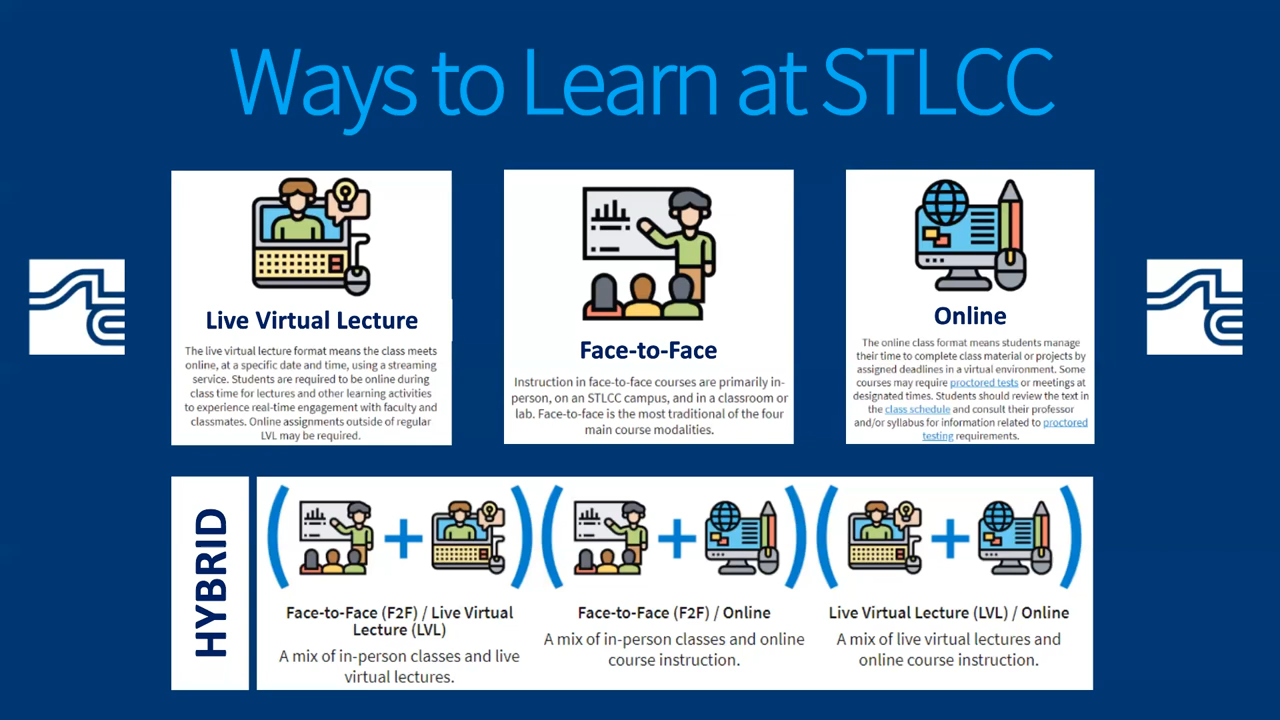 Ways to Learn at STLCC
Live Virtual Lecture
The live virtual lecture format means the class meets
online, at a specific date and time, using a streaming
service. Students are required to be online during
class time for lectures and other learning activities
to experience real-time engagement with faculty and
classmates. Online assignments outside of regular
LVL may be required.
Face-to-Face
Instruction in face-to-face courses are primarily in-
person, on an STLCC campus, and in a classroom or
lab. Face-to-face is the most traditional of the four
main course modalities.
Online
The online class format means students manage
their time to complete class material or projects by
assigned deadlines in a virtual environment. Some
courses may require proctored tests or meetings at
designated times. Students should review the text in
the class schedule and consult their professor
and/or syllabus for information related to proctored
testing requirements.
HYBRID
Face-to-Face (F2F) / Live Virtual
Lecture (LVL)
A mix of in-person classes and live
virtual lectures.
Face-to-Face (F2F) / Online
A mix of in-person classes and online
course instruction.
Live Virtual Lecture (LVL) / Online
A mix of live virtual lectures and
online course instruction.